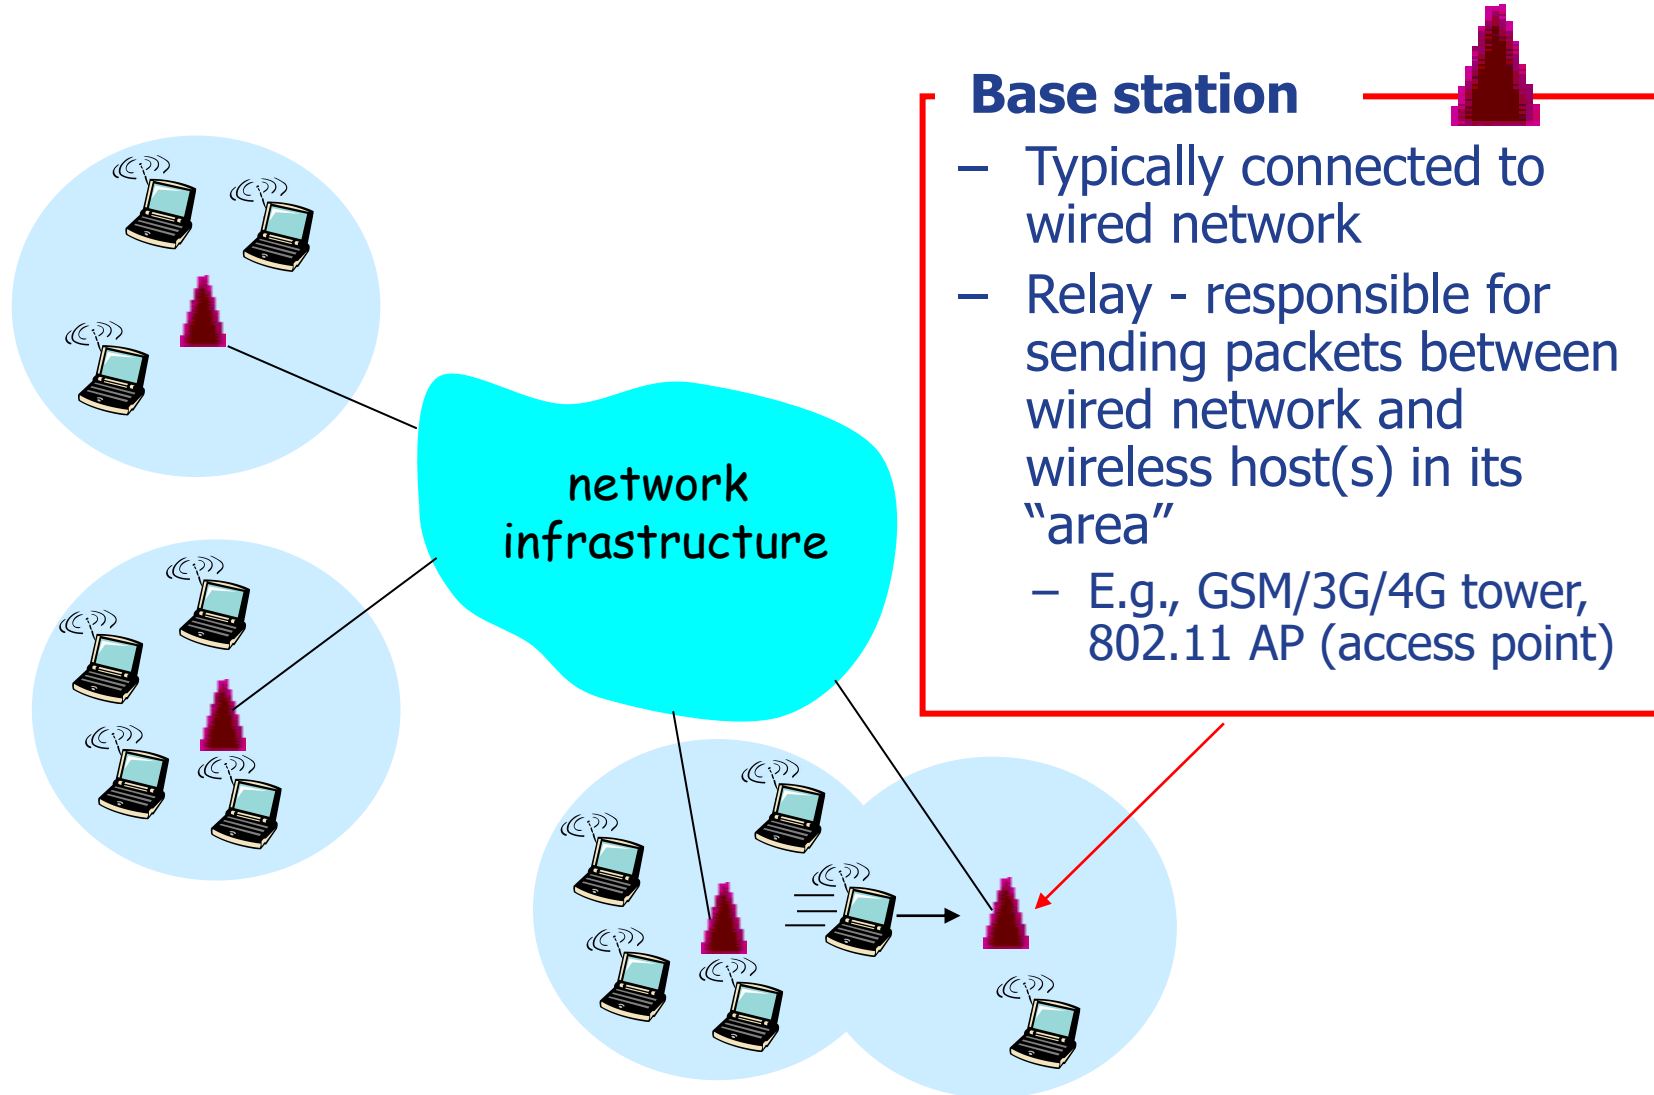 Base station
– Typically connected to
wired network
– Relay - responsible for
sending packets between
wired network and
wireless host(s) in its
“area”
– E.g., GSM/3G/4G tower,
802.11 AP (access point)
network
infrastructure